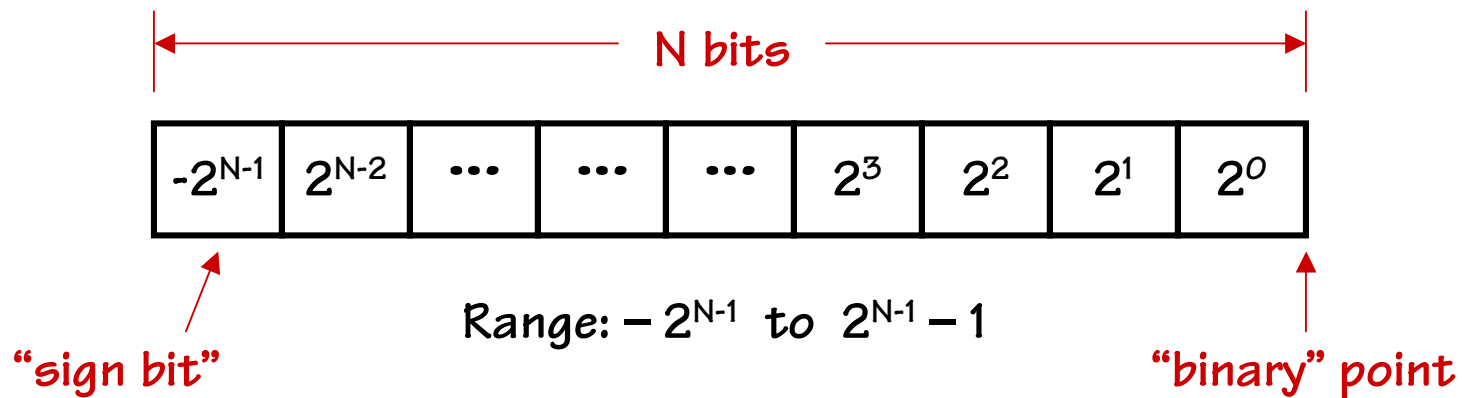 N bits
-2^N-1 2^N-2 ... ... ... 2^3 2^2 2^1 2^0
Range: – 2^N-1 to 2^N-1 – 1
“sign bit”
“binary” point